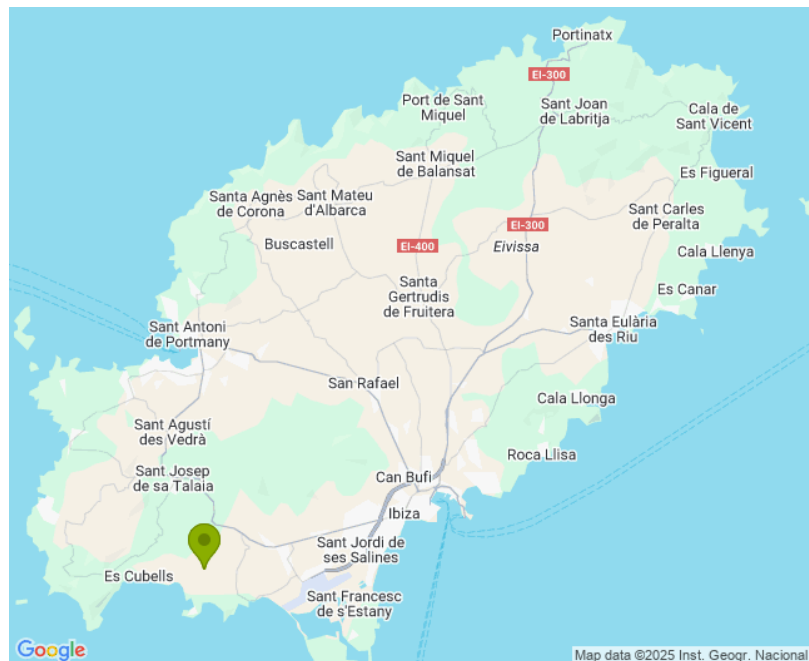 Portinatx
EI-300
Port de Sant
Miquel
Sant Joan
de Labritja
Cala de
Sant Vicent
Sant Miquel
de Balansat
Es Figueral
Santa Agnès
de Corona
Sant Mateu
d'Albarca
Sant Carles
de Peralta
EI-300
Buscastell
EI-400
Eivissa
Cala Llenya
Santa
Gertrudis
de Fruitera
Es Canar
Sant Antoni
de Portmany
Santa Eulària
des Riu
San Rafael
Cala Llonga
Sant Agustí
des Vedrà
Roca Llisa
Sant Josep
de sa Talaia
Can Bufi
Ibiza
Sant Jordi de
ses Salines
Es Cubells
Sant Francesc
de s'Estany
Google
Map data ©2025 Inst. Geogr. Nacional